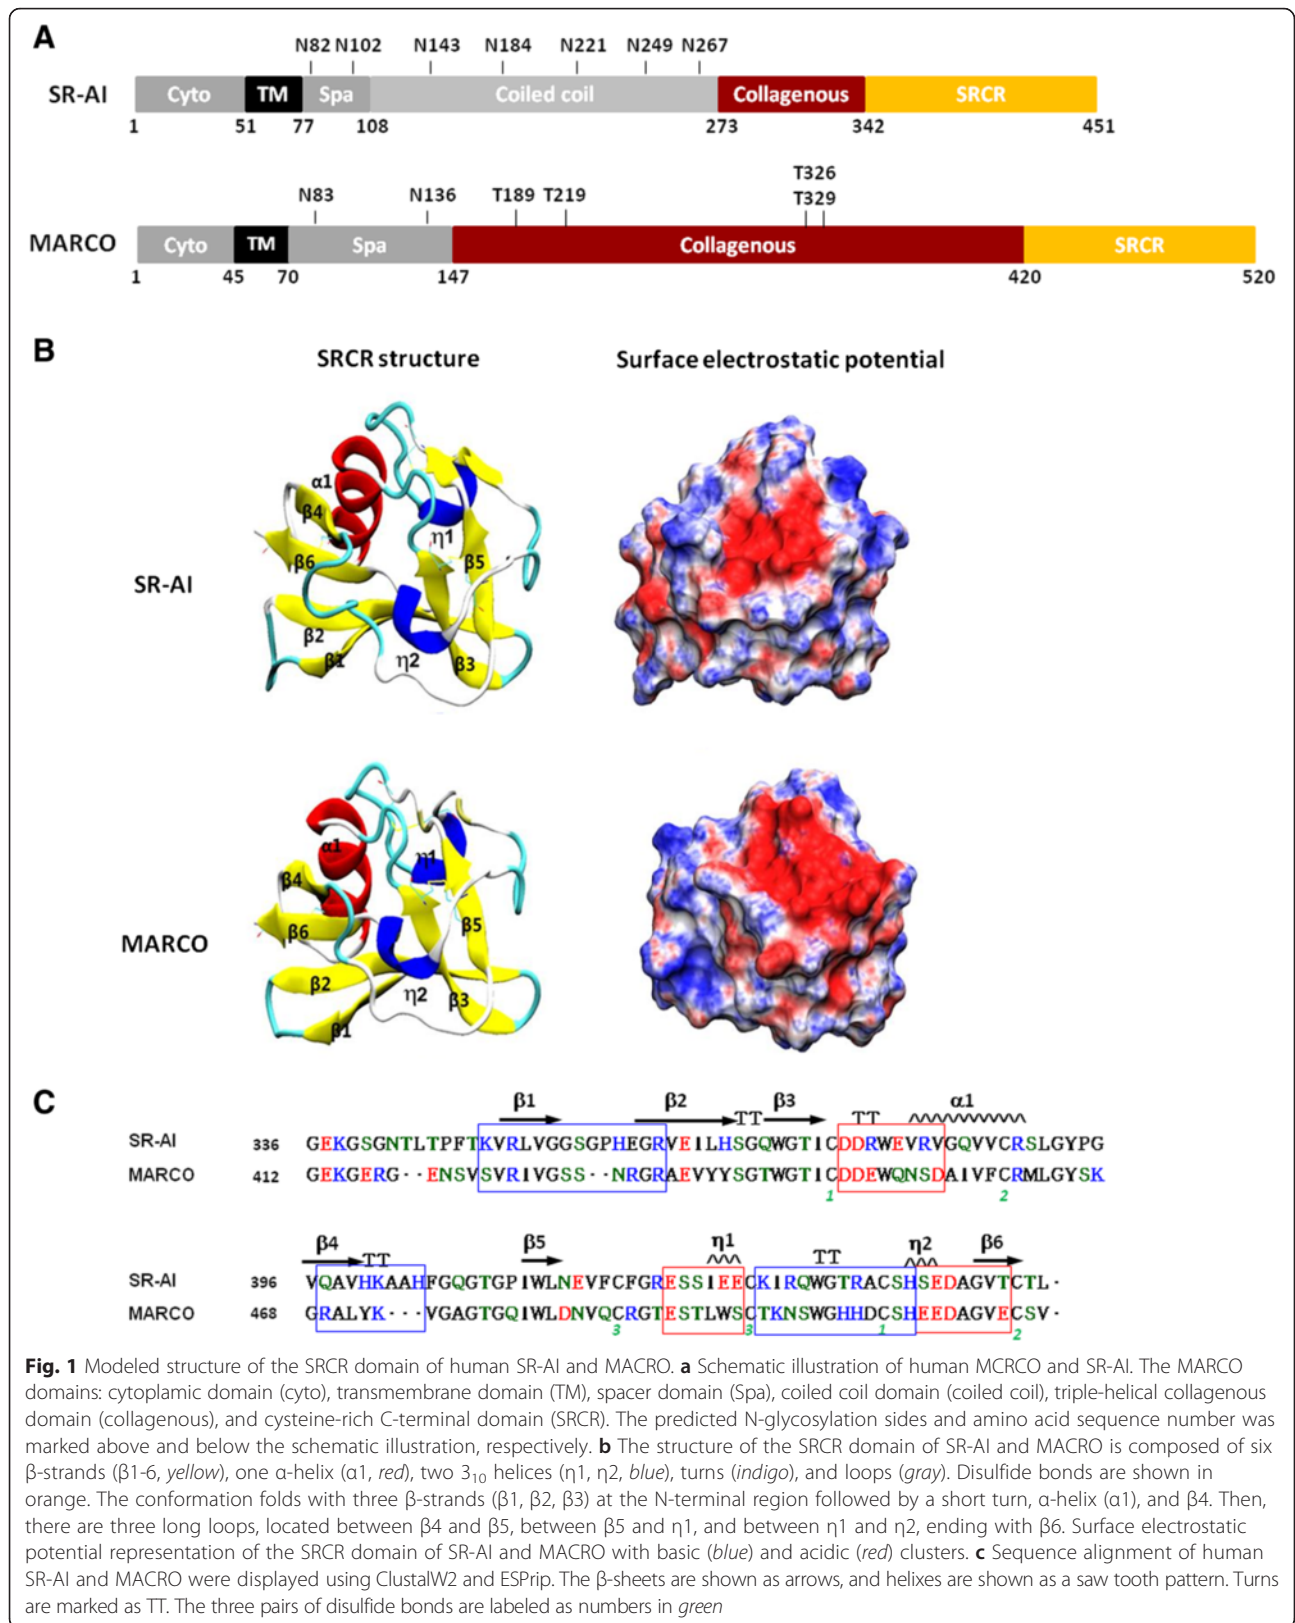 A
N82 N102 N143 N184 N221 N249 N267
SR-AI Cyto TM Spa Coiled coil Collagenous SRCR
1 51 77 108 273 342 451
T326
N83 N136 T189 T219 T329
MARCO Cyto TM Spa Collagenous SRCR
1 45 70 147 420 520
B
SRCR structure Surface electrostatic potential
α1
β4
η1
β6 β5
SR-AI
β2
β1 η2 β3
α1 η1
β4
β6 β5
MARCO
β2 η2 β3
β1
C
β1 β2 TT β3 TT α1
SR-AI 336 GEKGSGNTLTPFTKVRLVGGSGPHEGRVEILHSGQWGTICDDRWEVRVGQVVCRSLGYPG
MARCO 412 GEKGERG··ENSVSVRIVGSS··NRGRAEVYYSGTWGTICDDEWQNSDAIVFCRMLGYSK
1 2
β4 TT β5 η1 TT η2 β6
SR-AI 396 VQAVHKAAHFGQGTGPIWLNEVFCFGRESSIEECKIRQWGTRACSHSEDAGVTCTL·
MARCO 468 GRALYK···VGAGTGQIWLDNVQCRGTESTLWSCTKNSWGHHDCSHEEDAGVECSV·
3 3 1 2
Fig. 1 Modeled structure of the SRCR domain of human SR-AI and MACRO. a Schematic illustration of human MCRCO and SR-AI. The MARCO
domains: cytoplamic domain (cyto), transmembrane domain (TM), spacer domain (Spa), coiled coil domain (coiled coil), triple-helical collagenous
domain (collagenous), and cysteine-rich C-terminal domain (SRCR). The predicted N-glycosylation sides and amino acid sequence number was
marked above and below the schematic illustration, respectively. b The structure of the SRCR domain of SR-AI and MACRO is composed of six
β-strands (β1-6, yellow), one α-helix (α1, red), two 3₁₀ helices (η1, η2, blue), turns (indigo), and loops (gray). Disulfide bonds are shown in
orange. The conformation folds with three β-strands (β1, β2, β3) at the N-terminal region followed by a short turn, α-helix (α1), and β4. Then,
there are three long loops, located between β4 and β5, between β5 and η1, and between η1 and η2, ending with β6. Surface electrostatic
potential representation of the SRCR domain of SR-AI and MACRO with basic (blue) and acidic (red) clusters. c Sequence alignment of human
SR-AI and MACRO were displayed using ClustalW2 and ESPrip. The β-sheets are shown as arrows, and helixes are shown as a saw tooth pattern. Turns
are marked as TT. The three pairs of disulfide bonds are labeled as numbers in green